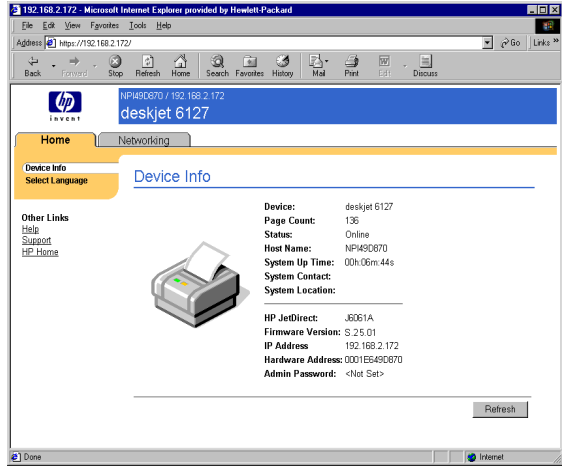 192.168.2.172 - Microsoft Internet Explorer provided by Hewlett-Packard
File Edit View Favorites Tools Help
Address https://192.168.2.172/ Go Links »
Back Forward Stop Refresh Home Search Favorites History Mail Print Edit Discuss
hp
invent
NPI49D870 / 192.168.2.172
deskjet 6127
Home Networking
Device Info
Select Language
Other Links
Help
Support
HP Home
Device Info
Device: deskjet 6127
Page Count: 136
Status: Online
Host Name: NPI49D870
System Up Time: 00h:06m:44s
System Contact:
System Location:
HP JetDirect: J6061A
Firmware Version: S.25.01
IP Address 192.168.2.172
Hardware Address: 0001E649D870
Admin Password: <Not Set>
Refresh
Done Internet